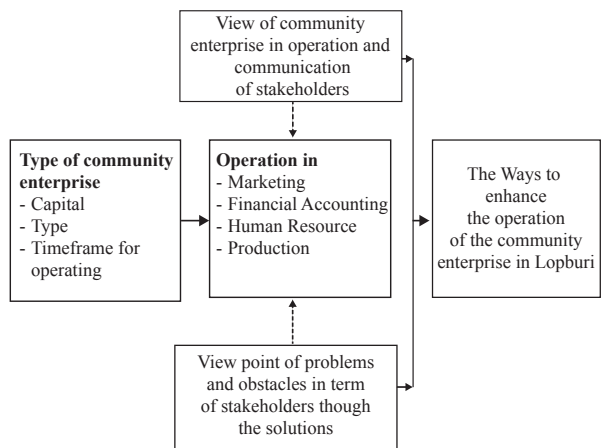 View of community
enterprise in operation and
communication
of stakeholders
Type of community
enterprise
- Capital
- Type
- Timeframe for
operating
Operation in
- Marketing
- Financial Accounting
- Human Resource
- Production
The Ways to
enhance
the operation
of the community
enterprise in Lopburi
View point of problems
and obstacles in term
of stakeholders though
the solutions